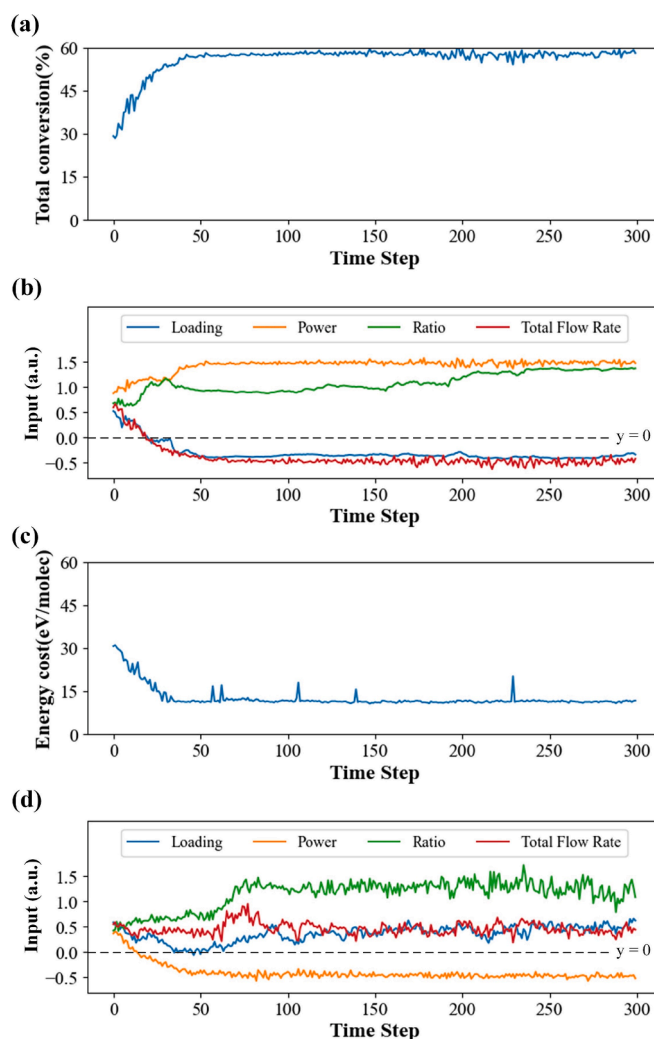 (a)
Total conversion(%)
60
45
30
15
0
0 50 100 150 200 250 300
Time Step
(b)
Loading Power Ratio Total Flow Rate
Input (a.u.)
1.5
1.0
0.5
0.0
−0.5
y = 0
0 50 100 150 200 250 300
Time Step
(c)
Energy cost(eV/molec)
60
45
30
15
0
0 50 100 150 200 250 300
Time Step
(d)
Loading Power Ratio Total Flow Rate
Input (a.u.)
1.5
1.0
0.5
0.0
−0.5
y = 0
0 50 100 150 200 250 300
Time Step